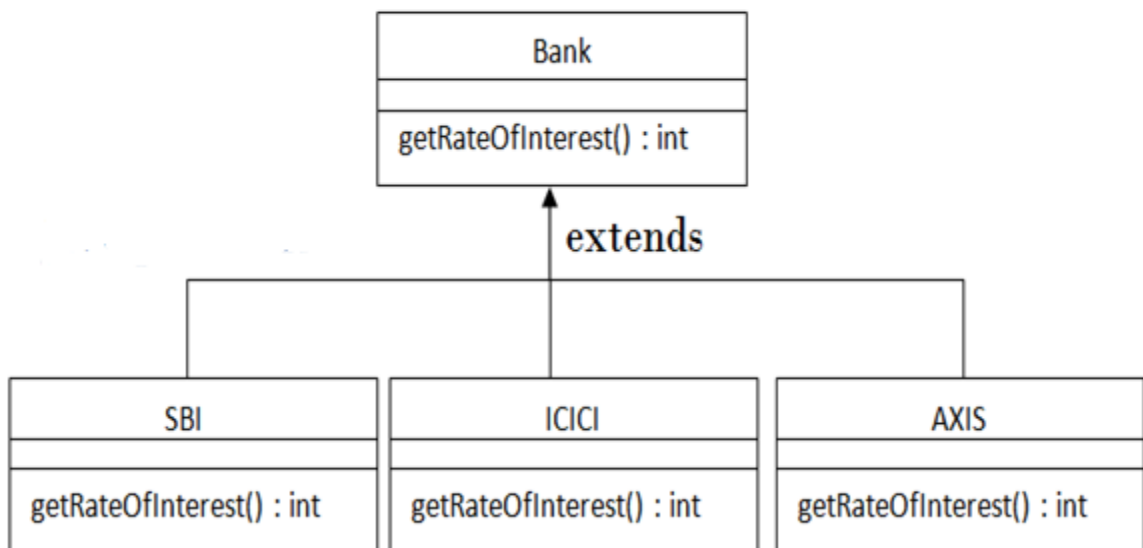 Bank
getRateOfInterest() : int
extends
SBI
getRateOfInterest() : int
ICICI
getRateOfInterest() : int
AXIS
getRateOfInterest() : int